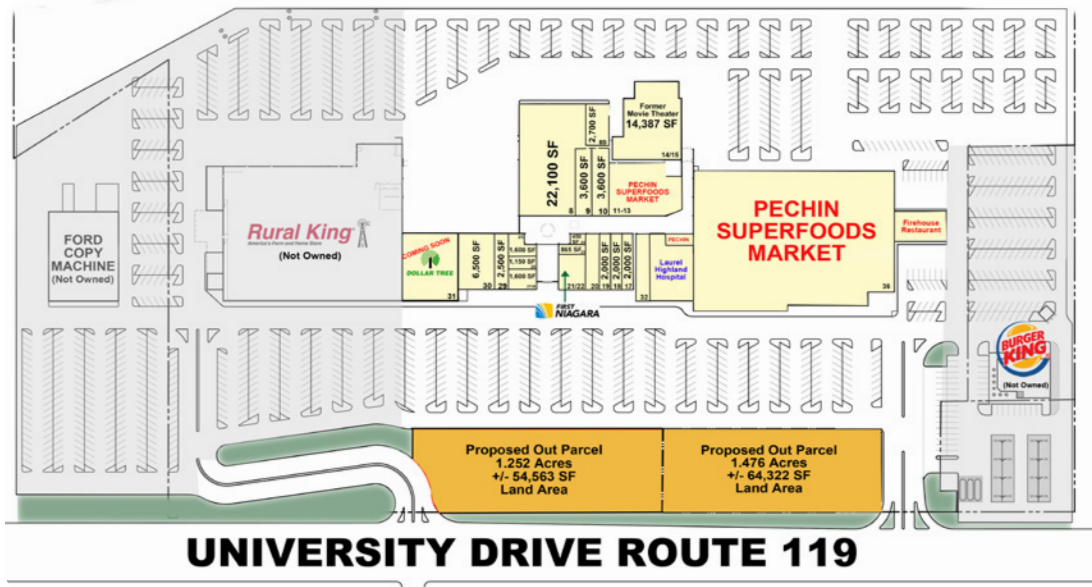 Former
Movie Theater
14,387 SF
14/15
22,100 SF
8
2,700 SF
3,600 SF
9
3,600 SF
10
PECHIN
SUPERFOODS
MARKET
11-13
PECHIN
SUPERFOODS
MARKET
36
Firehouse
Restaurant
FORD
COPY
MACHINE
(Not Owned)
Rural King
America's Farm and Home Store
(Not Owned)
COMING SOON
DOLLAR TREE
31
6,500 SF
30
2,500 SF
29
1,600 SF
1,150 SF
1,600 SF
SF
865 SF
21/22
20
2,000 SF
19
2,000 SF
18
2,000 SF
17
PECHIN
Laurel
Highland
Hospital
32
FIRST
NIAGARA
BURGER
KING
(Not Owned)
Proposed Out Parcel
1.252 Acres
+/- 54,563 SF
Land Area
Proposed Out Parcel
1.476 Acres
+/- 64,322 SF
Land Area
UNIVERSITY DRIVE ROUTE 119